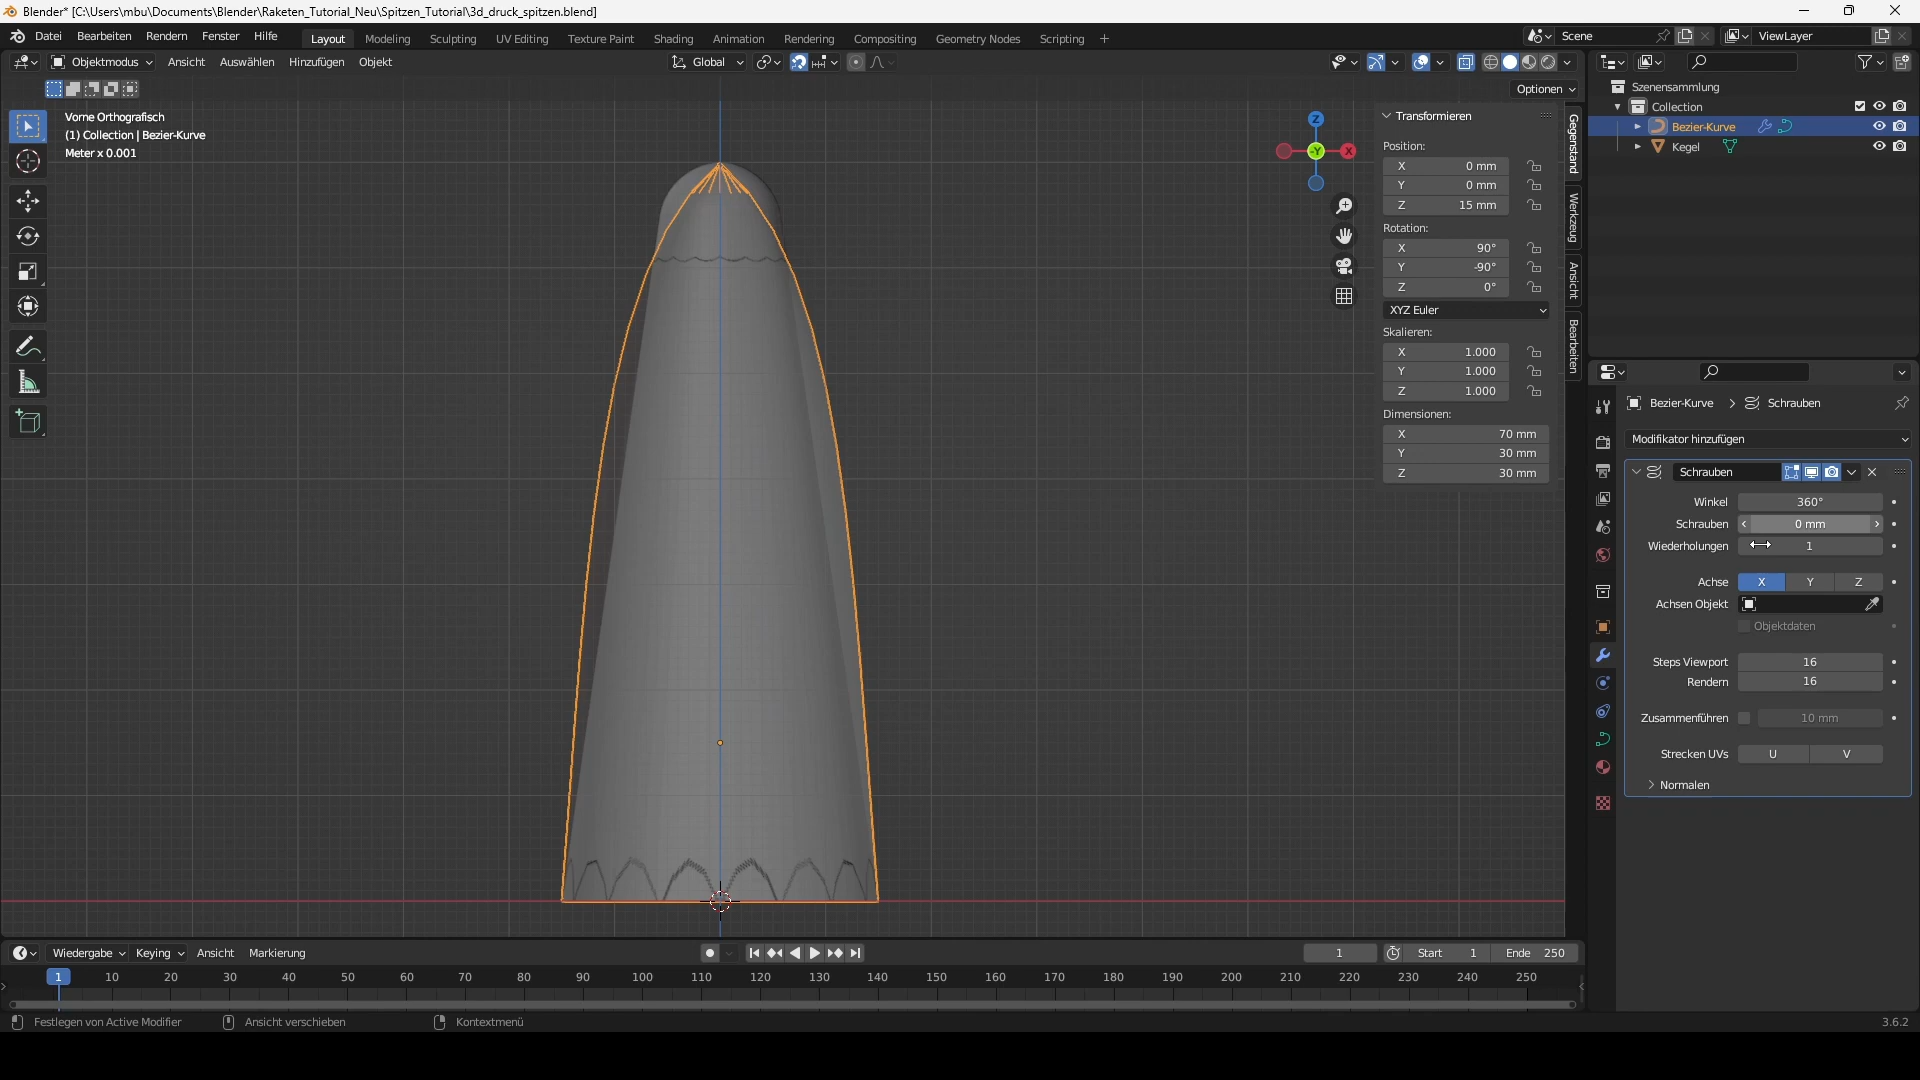 Blender* [C:\Users\mbu\Documents\Blender\Raketen_Tutorial_Neu\Spitzen_Tutorial\3d_druck_spitzen.blend]
Datei Bearbeiten Rendern Fenster Hilfe Layout Modeling Sculpting UV Editing Texture Paint Shading Animation Rendering Compositing Geometry Nodes Scripting + Scene ViewLayer
Objektmodus Ansicht Auswählen Hinzufügen Objekt Global
Optionen
Vorne Orthografisch
(1) Collection | Bezier-Kurve
Meter x 0.001
Z
-Y
X
Transformieren
Position:
X 0 mm
Y 0 mm
Z 15 mm
Rotation:
X 90°
Y -90°
Z 0°
XYZ Euler
Skalieren:
X 1.000
Y 1.000
Z 1.000
Dimensionen:
X 70 mm
Y 30 mm
Z 30 mm
Gegenstand
Werkzeug
Ansicht
Bearbeiten
Szenensammlung
Collection
Bezier-Kurve
Kegel
Bezier-Kurve > Schrauben
Modifikator hinzufügen
Schrauben
Winkel 360°
Schrauben 0 mm
Wiederholungen 1
Achse X Y Z
Achsen Objekt
Objektdaten
Steps Viewport 16
Rendern 16
Zusammenführen 10 mm
Strecken UVs U V
Normalen
Wiedergabe Keying Ansicht Markierung 1 Start 1 Ende 250
1 10 20 30 40 50 60 70 80 90 100 110 120 130 140 150 160 170 180 190 200 210 220 230 240 250
Festlegen von Active Modifier Ansicht verschieben Kontextmenü 3.6.2